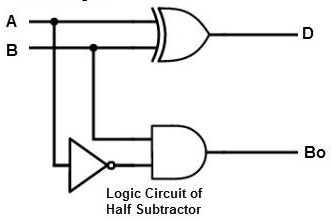 A
D
B
Bo
Logic Circuit of
Half Subtractor